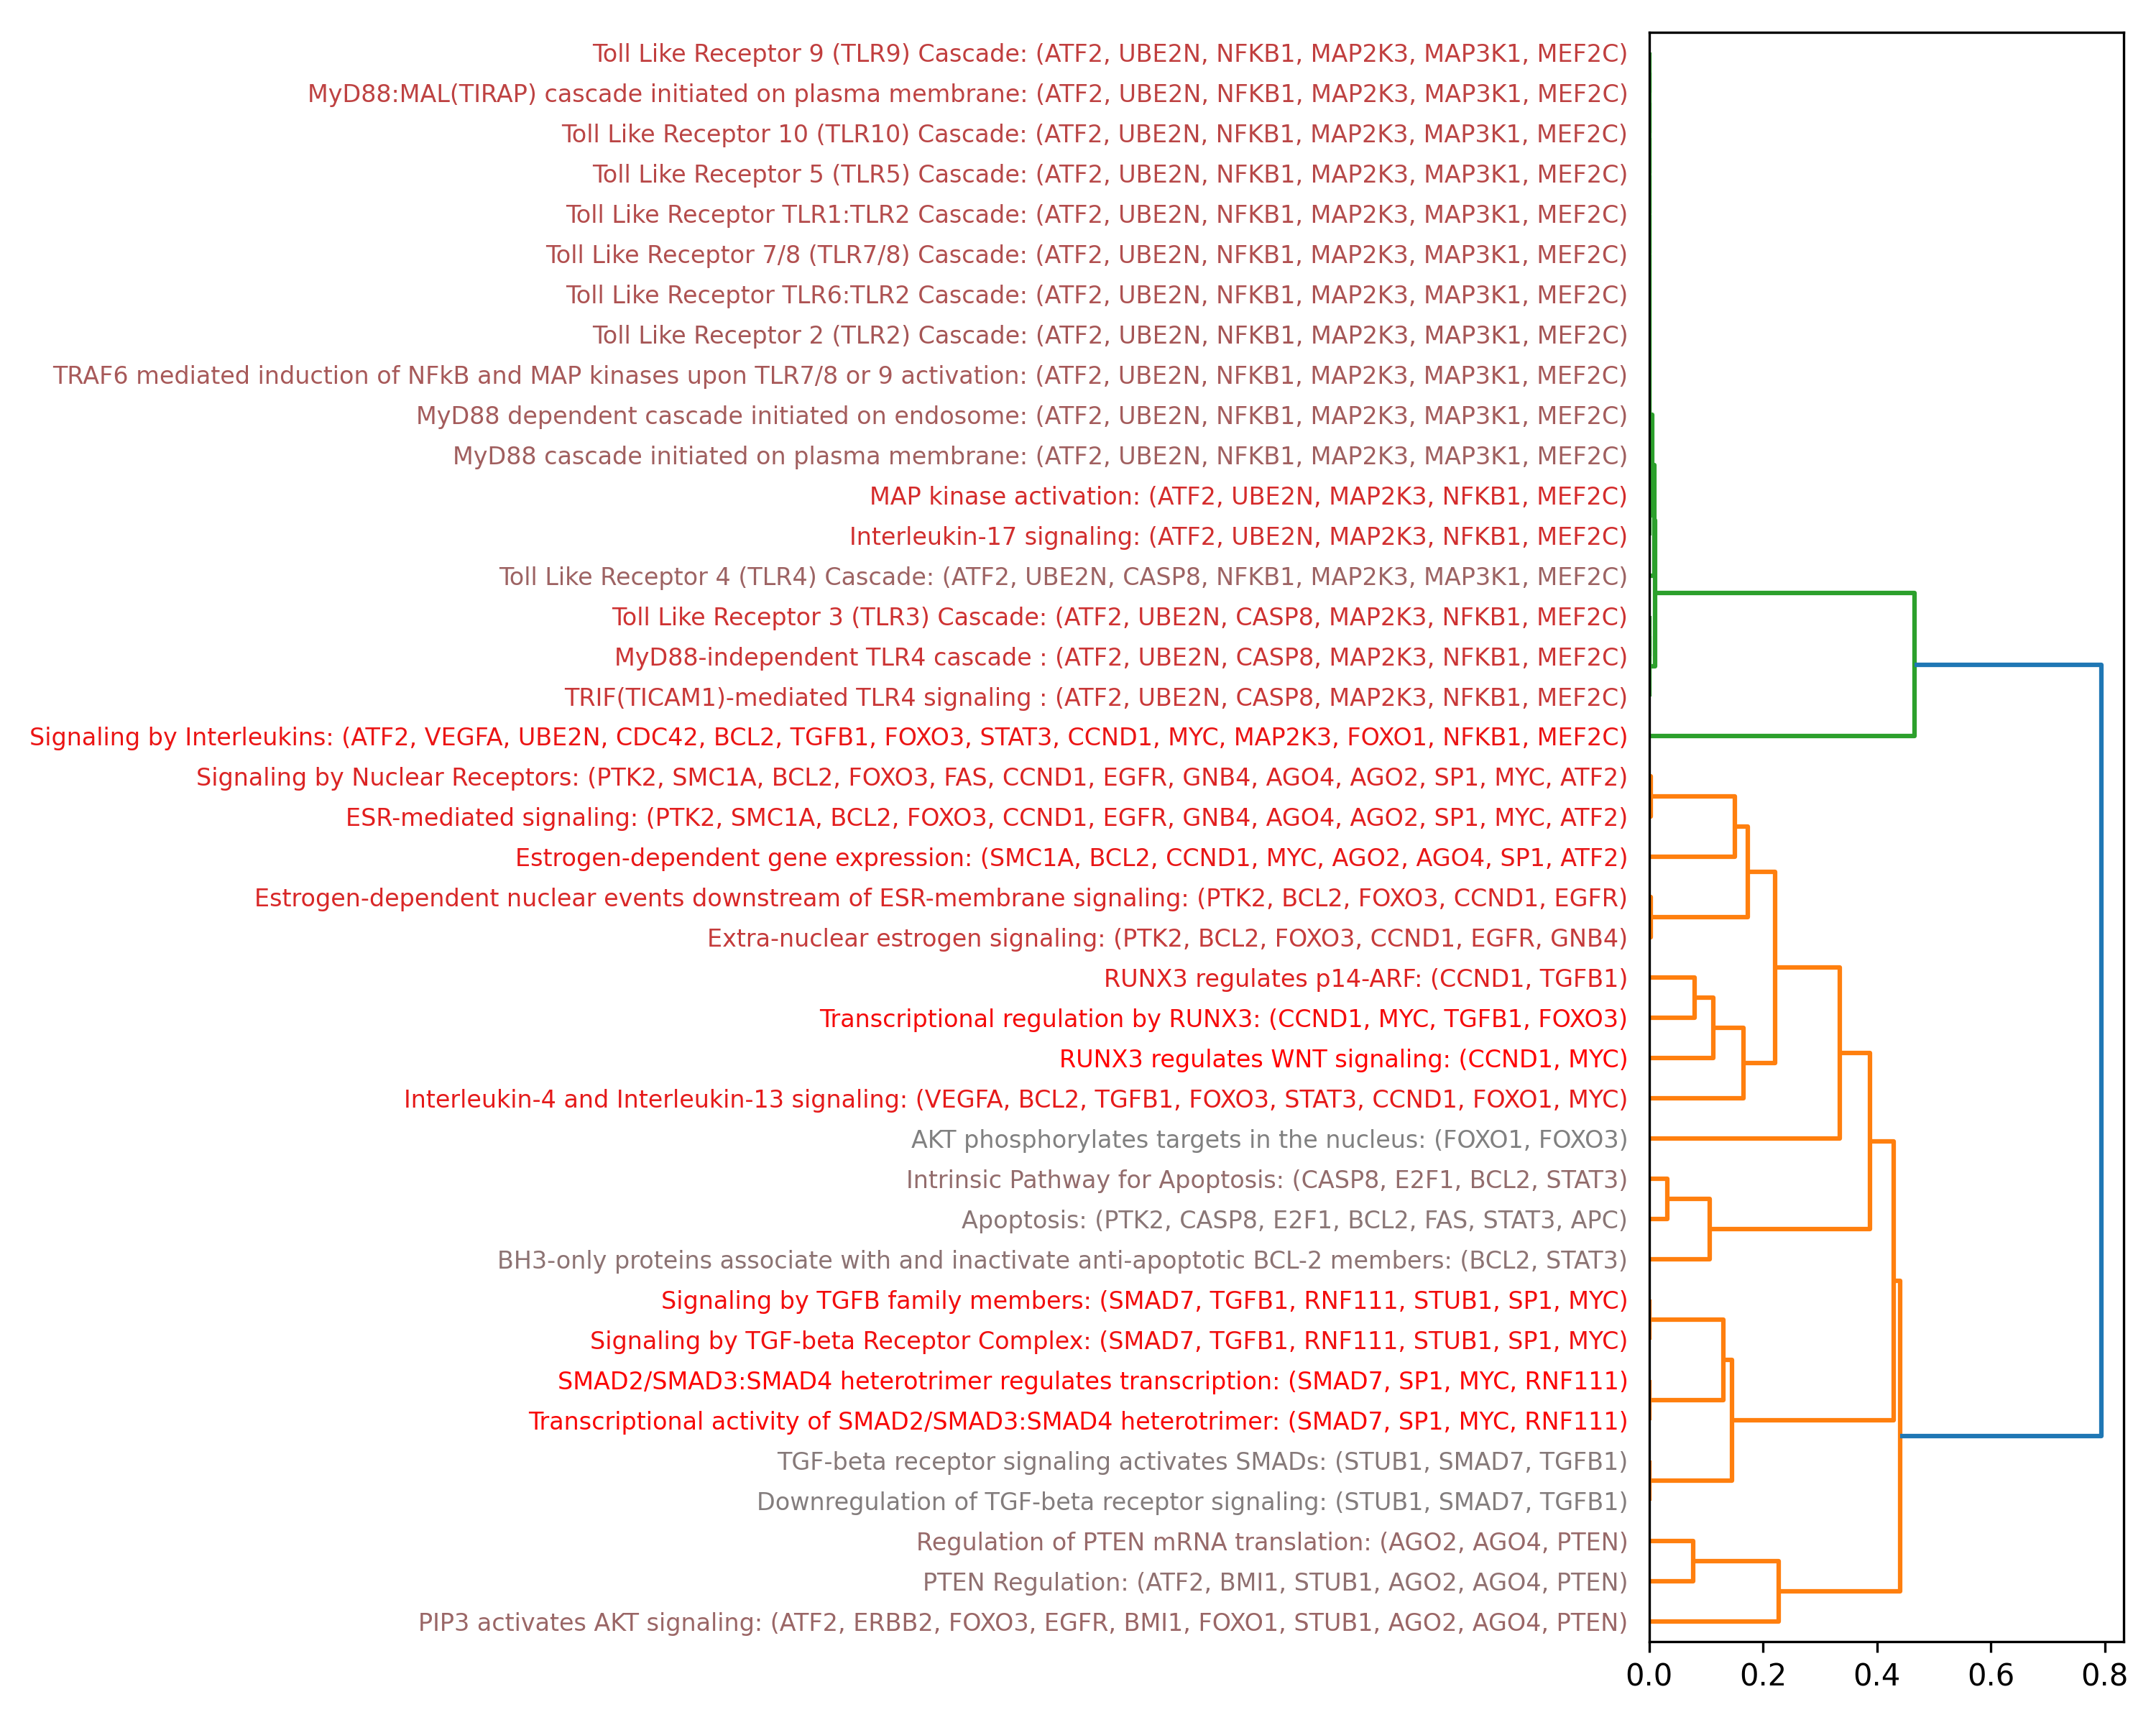 Toll Like Receptor 9 (TLR9) Cascade: (ATF2, UBE2N, NFKB1, MAP2K3, MAP3K1, MEF2C)
MyD88:MAL(TIRAP) cascade initiated on plasma membrane: (ATF2, UBE2N, NFKB1, MAP2K3, MAP3K1, MEF2C)
Toll Like Receptor 10 (TLR10) Cascade: (ATF2, UBE2N, NFKB1, MAP2K3, MAP3K1, MEF2C)
Toll Like Receptor 5 (TLR5) Cascade: (ATF2, UBE2N, NFKB1, MAP2K3, MAP3K1, MEF2C)
Toll Like Receptor TLR1:TLR2 Cascade: (ATF2, UBE2N, NFKB1, MAP2K3, MAP3K1, MEF2C)
Toll Like Receptor 7/8 (TLR7/8) Cascade: (ATF2, UBE2N, NFKB1, MAP2K3, MAP3K1, MEF2C)
Toll Like Receptor TLR6:TLR2 Cascade: (ATF2, UBE2N, NFKB1, MAP2K3, MAP3K1, MEF2C)
Toll Like Receptor 2 (TLR2) Cascade: (ATF2, UBE2N, NFKB1, MAP2K3, MAP3K1, MEF2C)
TRAF6 mediated induction of NFkB and MAP kinases upon TLR7/8 or 9 activation: (ATF2, UBE2N, NFKB1, MAP2K3, MAP3K1, MEF2C)
MyD88 dependent cascade initiated on endosome: (ATF2, UBE2N, NFKB1, MAP2K3, MAP3K1, MEF2C)
MyD88 cascade initiated on plasma membrane: (ATF2, UBE2N, NFKB1, MAP2K3, MAP3K1, MEF2C)
MAP kinase activation: (ATF2, UBE2N, MAP2K3, NFKB1, MEF2C)
Interleukin-17 signaling: (ATF2, UBE2N, MAP2K3, NFKB1, MEF2C)
Toll Like Receptor 4 (TLR4) Cascade: (ATF2, UBE2N, CASP8, NFKB1, MAP2K3, MAP3K1, MEF2C)
Toll Like Receptor 3 (TLR3) Cascade: (ATF2, UBE2N, CASP8, MAP2K3, NFKB1, MEF2C)
MyD88-independent TLR4 cascade : (ATF2, UBE2N, CASP8, MAP2K3, NFKB1, MEF2C)
TRIF(TICAM1)-mediated TLR4 signaling : (ATF2, UBE2N, CASP8, MAP2K3, NFKB1, MEF2C)
Signaling by Interleukins: (ATF2, VEGFA, UBE2N, CDC42, BCL2, TGFB1, FOXO3, STAT3, CCND1, MYC, MAP2K3, FOXO1, NFKB1, MEF2C)
Signaling by Nuclear Receptors: (PTK2, SMC1A, BCL2, FOXO3, FAS, CCND1, EGFR, GNB4, AGO4, AGO2, SP1, MYC, ATF2)
ESR-mediated signaling: (PTK2, SMC1A, BCL2, FOXO3, CCND1, EGFR, GNB4, AGO4, AGO2, SP1, MYC, ATF2)
Estrogen-dependent gene expression: (SMC1A, BCL2, CCND1, MYC, AGO2, AGO4, SP1, ATF2)
Estrogen-dependent nuclear events downstream of ESR-membrane signaling: (PTK2, BCL2, FOXO3, CCND1, EGFR)
Extra-nuclear estrogen signaling: (PTK2, BCL2, FOXO3, CCND1, EGFR, GNB4)
RUNX3 regulates p14-ARF: (CCND1, TGFB1)
Transcriptional regulation by RUNX3: (CCND1, MYC, TGFB1, FOXO3)
RUNX3 regulates WNT signaling: (CCND1, MYC)
Interleukin-4 and Interleukin-13 signaling: (VEGFA, BCL2, TGFB1, FOXO3, STAT3, CCND1, FOXO1, MYC)
AKT phosphorylates targets in the nucleus: (FOXO1, FOXO3)
Intrinsic Pathway for Apoptosis: (CASP8, E2F1, BCL2, STAT3)
Apoptosis: (PTK2, CASP8, E2F1, BCL2, FAS, STAT3, APC)
BH3-only proteins associate with and inactivate anti-apoptotic BCL-2 members: (BCL2, STAT3)
Signaling by TGFB family members: (SMAD7, TGFB1, RNF111, STUB1, SP1, MYC)
Signaling by TGF-beta Receptor Complex: (SMAD7, TGFB1, RNF111, STUB1, SP1, MYC)
SMAD2/SMAD3:SMAD4 heterotrimer regulates transcription: (SMAD7, SP1, MYC, RNF111)
Transcriptional activity of SMAD2/SMAD3:SMAD4 heterotrimer: (SMAD7, SP1, MYC, RNF111)
TGF-beta receptor signaling activates SMADs: (STUB1, SMAD7, TGFB1)
Downregulation of TGF-beta receptor signaling: (STUB1, SMAD7, TGFB1)
Regulation of PTEN mRNA translation: (AGO2, AGO4, PTEN)
PTEN Regulation: (ATF2, BMI1, STUB1, AGO2, AGO4, PTEN)
PIP3 activates AKT signaling: (ATF2, ERBB2, FOXO3, EGFR, BMI1, FOXO1, STUB1, AGO2, AGO4, PTEN)
0.0 0.2 0.4 0.6 0.8